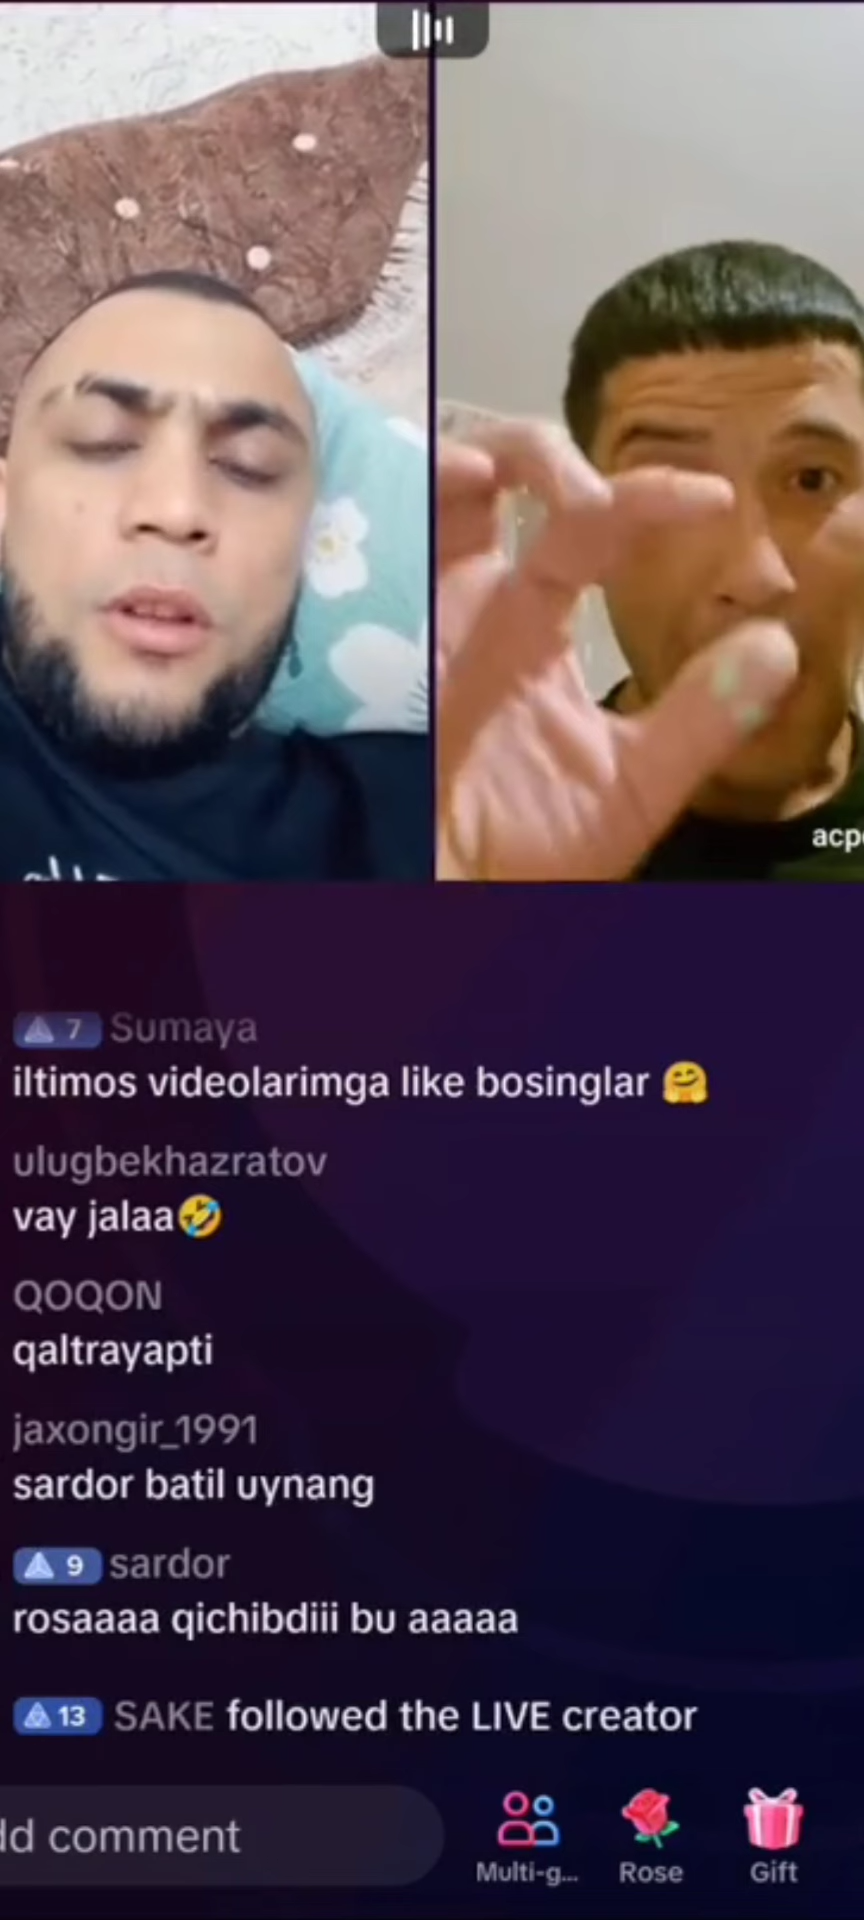 7 Sumaya
iltimos videolarimga like bosinglar 🤗
ulugbekhazratov
vay jalaa🤣
QOQON
qaltrayapti
jaxongir_1991
sardor batil uynang
9 sardor
rosaaaa qichibdiii bu aaaaa
13 SAKE followed the LIVE creator
comment
Multi-g... Rose Gift